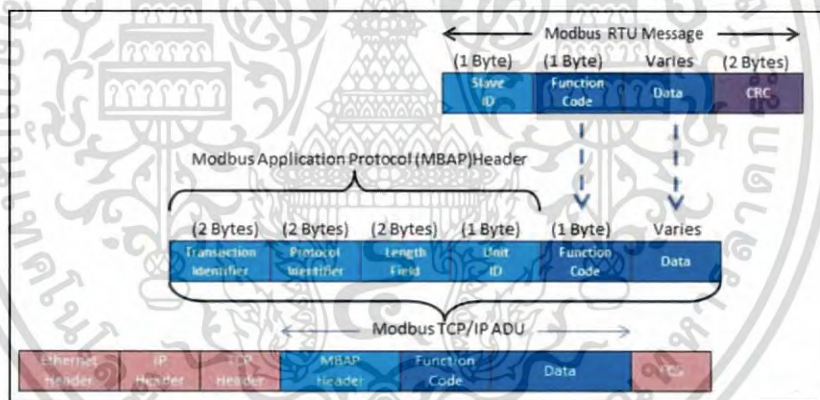 Modbus RTU Message
(1 Byte) (1 Byte) Varies (2 Bytes)
Slave ID
Function Code
Data
CRC
Modbus Application Protocol (MBAP)Header
(2 Bytes) (2 Bytes) (2 Bytes) (1 Byte) (1 Byte) Varies
Transaction Identifier
Protocol Identifier
Length Field
Unit ID
Function Code
Data
Modbus TCP/IP ADU
Ethernet Header
IP Header
TCP Header
MBAP Header
Function Code
Data
FCS